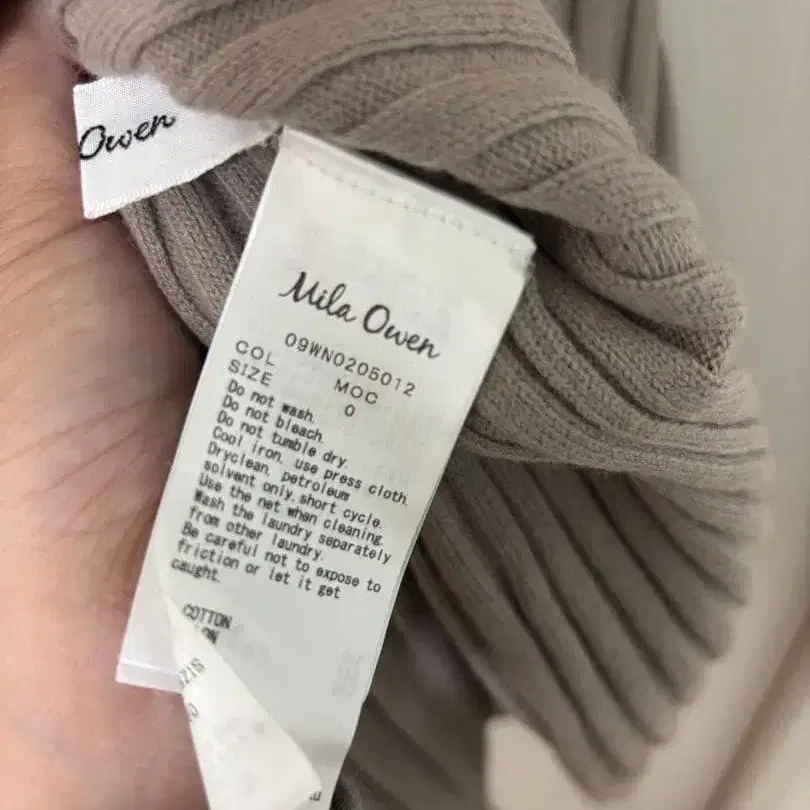 Owen
Mila Owen
09WN0205012
COL MOC
SIZE 0
Do not wash.
Do not bleach.
Do not tumble dry.
Cool iron, use press cloth.
Dryclean, petroleum
solvent only.short cycle.
Use the net when cleaning.
Wash the laundry separately
from other laundry.
Be careful not to expose to
friction or let it get
caught.
COTTON